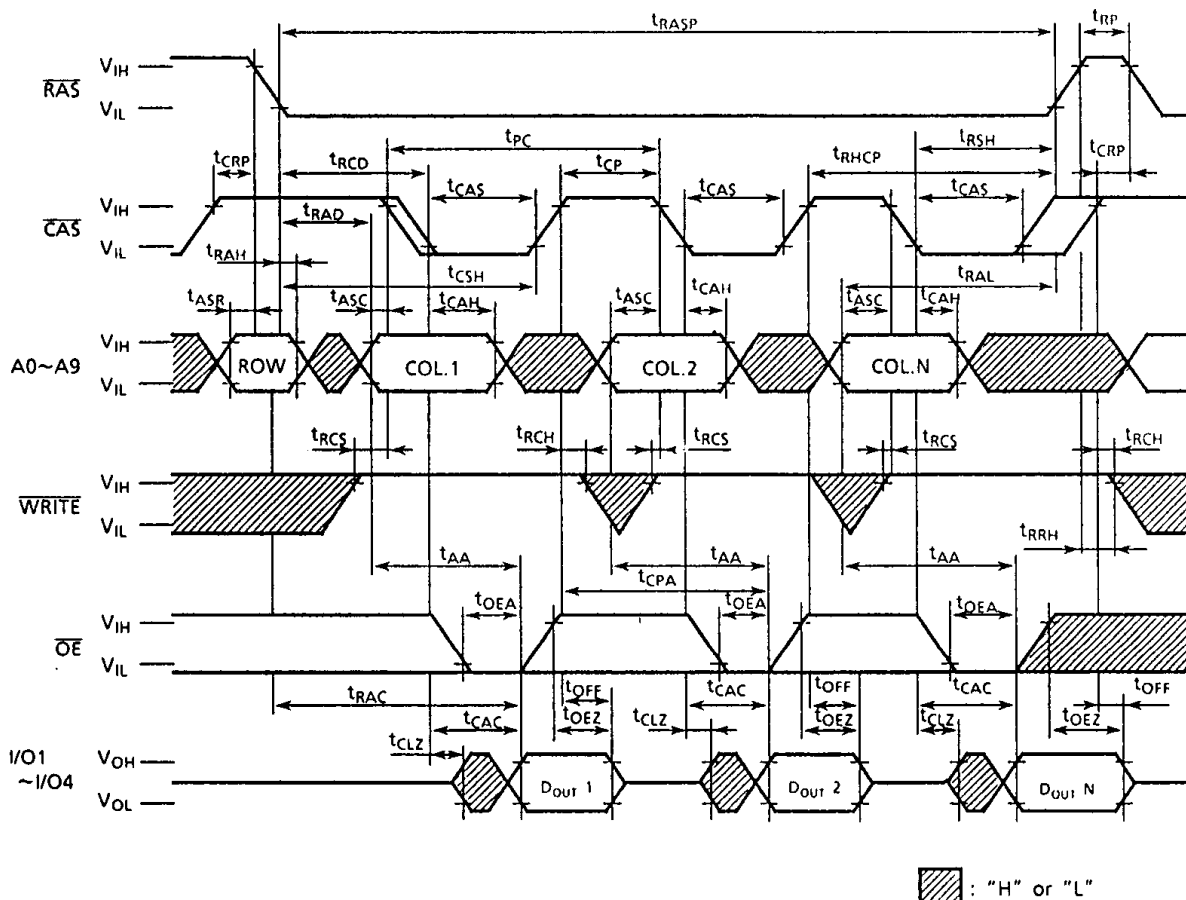 tRASP tRP
VIH
RAS
VIL
tPC tRSH
tCRP tRCD tCP tRHCP tCRP
tCAS tCAS tCAS
VIH
CAS tRAD
VIL
tRAH tCSH tRAL
tASR tASC tCAH tASC tCAH tASC tCAH
VIH
A0~A9 ROW COL.1 COL.2 COL.N
VIL
tRCS tRCH tRCS tRCS tRCH
VIH
WRITE
VIL
tRRH
tAA tAA tAA
tCPA
tOEA tOEA tOEA
VIH
OE
VIL
tRAC tOFF tCAC tOFF tCAC tOFF
tCAC tOEZ tCLZ tOEZ tCLZ tOEZ
tCLZ
I/O1 VOH
~I/O4 DOUT 1 DOUT 2 DOUT N
VOL
: "H" or "L"